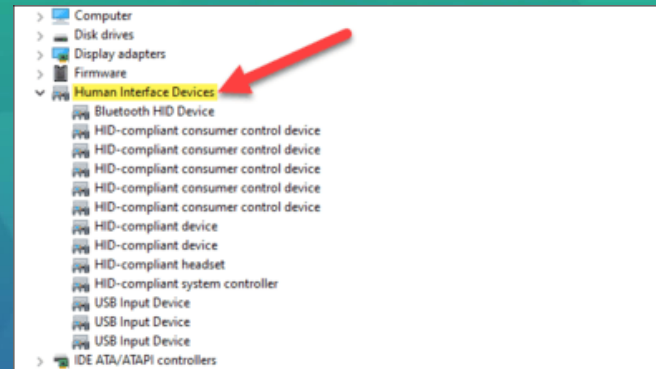 Computer
Disk drives
Display adapters
Firmware
Human Interface Devices
Bluetooth HID Device
HID-compliant consumer control device
HID-compliant consumer control device
HID-compliant consumer control device
HID-compliant consumer control device
HID-compliant consumer control device
HID-compliant device
HID-compliant device
HID-compliant headset
HID-compliant system controller
USB Input Device
USB Input Device
USB Input Device
IDE ATA/ATAPI controllers